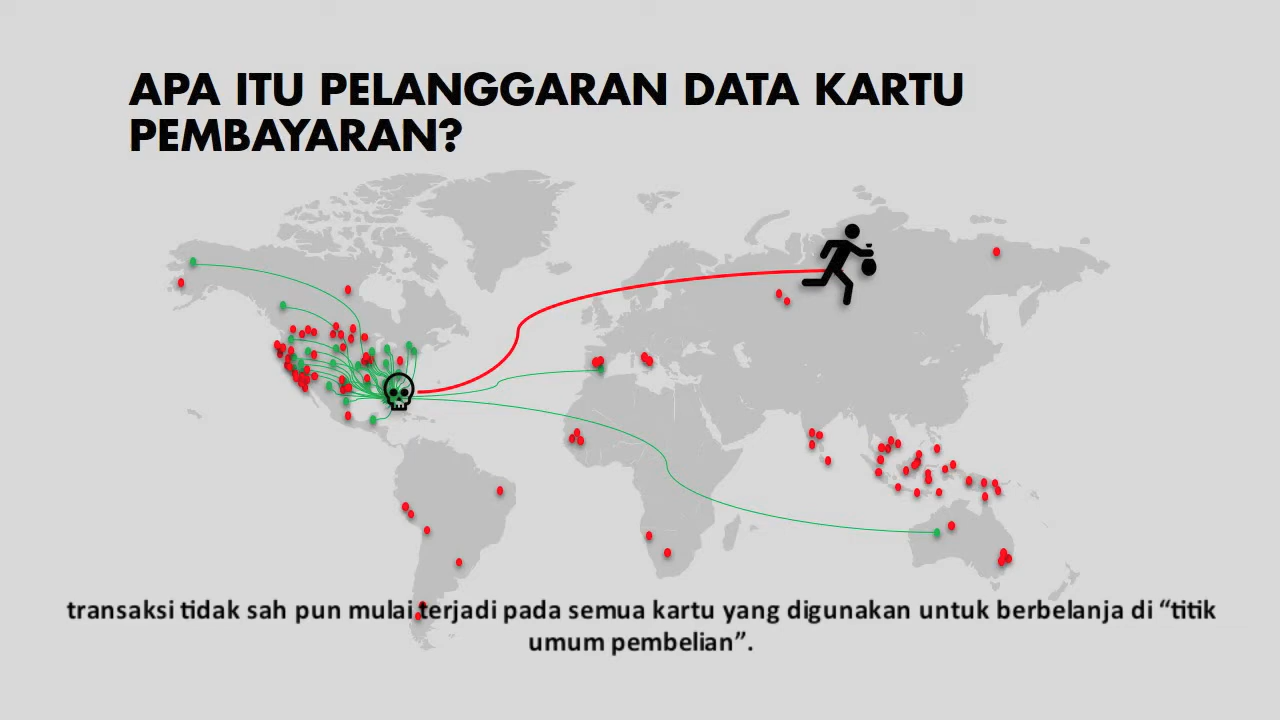 APA ITU PELANGGARAN DATA KARTU
PEMBAYARAN?
transaksi tidak sah pun mulai terjadi pada semua kartu yang digunakan untuk berbelanja di “titik
umum pembelian”.